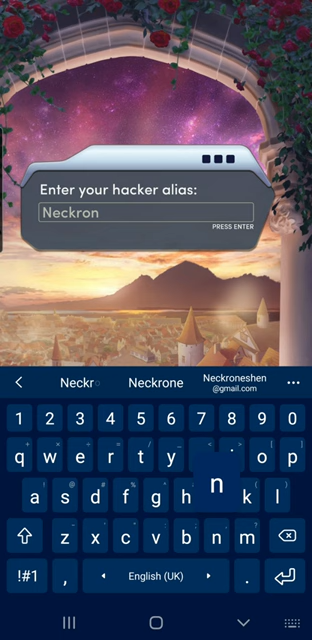 Enter your hacker alias:
Neckron
PRESS ENTER
Neckro Neckrone Neckroneshen
@gmail.com
1 2 3 4 5 6 7 8 9 0
q w e r t y o p
n
a s d f g h k l
z x c v b n m
!#1 , English (UK) .